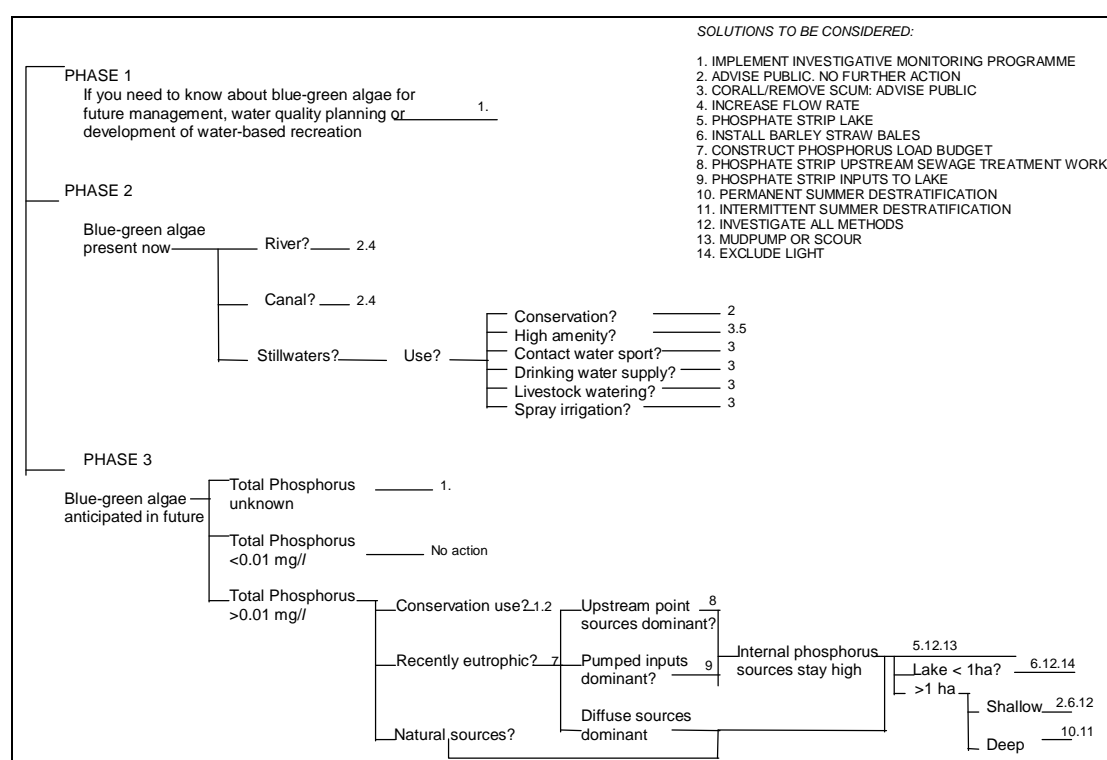 SOLUTIONS TO BE CONSIDERED:
1. IMPLEMENT INVESTIGATIVE MONITORING PROGRAMME
2. ADVISE PUBLIC. NO FURTHER ACTION
3. CORALL/REMOVE SCUM: ADVISE PUBLIC
4. INCREASE FLOW RATE
5. PHOSPHATE STRIP LAKE
6. INSTALL BARLEY STRAW BALES
7. CONSTRUCT PHOSPHORUS LOAD BUDGET
8. PHOSPHATE STRIP UPSTREAM SEWAGE TREATMENT WORK
9. PHOSPHATE STRIP INPUTS TO LAKE
10. PERMANENT SUMMER DESTRATIFICATION
11. INTERMITTENT SUMMER DESTRATIFICATION
12. INVESTIGATE ALL METHODS
13. MUDPUMP OR SCOUR
14. EXCLUDE LIGHT
PHASE 1
If you need to know about blue-green algae for
future management, water quality planning or
development of water-based recreation
1.
PHASE 2
Blue-green algae
present now
River?
2.4
Canal?
2.4
Stillwaters?
Use?
Conservation?
2
High amenity?
3.5
Contact water sport?
3
Drinking water supply?
3
Livestock watering?
3
Spray irrigation?
3
PHASE 3
Blue-green algae
anticipated in future
Total Phosphorus
unknown
1.
Total Phosphorus
<0.01 mg/l
No action
Total Phosphorus
>0.01 mg/l
Conservation use?
1.2
Recently eutrophic?
7
Natural sources?
Upstream point
sources dominant?
8
Pumped inputs
dominant?
9
Diffuse sources
dominant
Internal phosphorus
sources stay high
5.12.13
Lake < 1ha?
6.12.14
>1 ha
Shallow
2.6.12
Deep
10.11